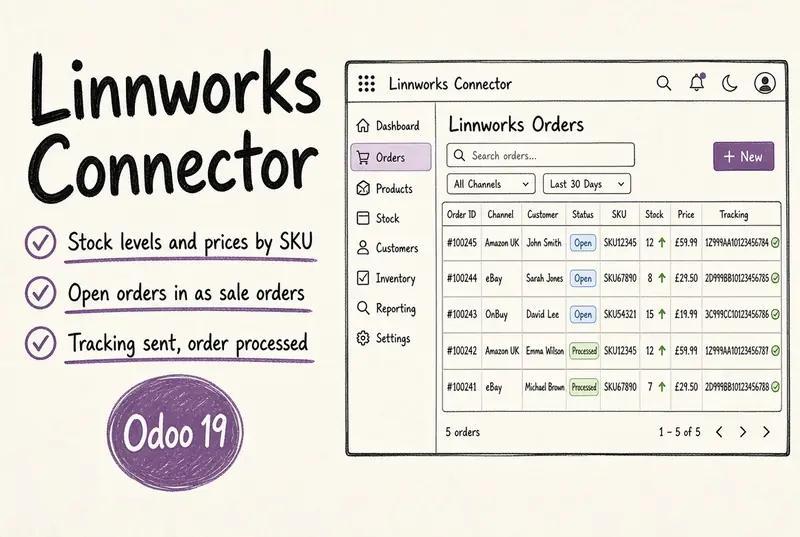 Linnworks
Connector
Stock levels and prices by SKU
Open orders in as sale orders
Tracking sent, order processed
Odoo 19
Linnworks Connector
Dashboard
Orders
Products
Stock
Customers
Inventory
Reporting
Settings
Linnworks Orders
Search orders...
+ New
All Channels
Last 30 Days
Order ID Channel Customer Status SKU Stock Price Tracking
#100245 Amazon UK John Smith Open SKU12345 12 ↑ £59.99 1Z999AA10123456784
#100244 eBay Sarah Jones Open SKU67890 8 ↑ £29.50 2D999BB10123456785
#100243 OnBuy David Lee Open SKU54321 15 ↑ £19.99 3C999CC10123456786
#100242 Amazon UK Emma Wilson Processed SKU12345 12 ↑ £59.99 1Z999AA10123456787
#100241 eBay Michael Brown Processed SKU67890 7 ↑ £29.50 2D999BB10123456788
5 orders
1 - 5 of 5